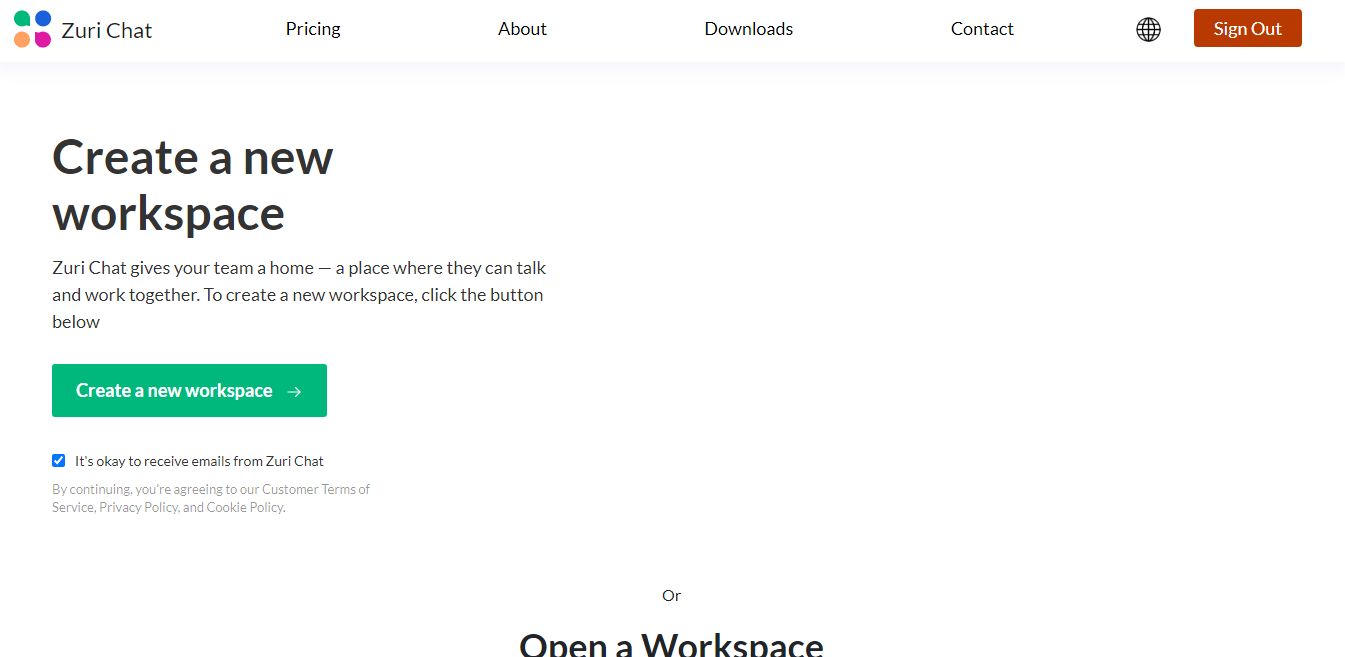 Zuri Chat Pricing About Downloads Contact Sign Out
Create a new
workspace
Zuri Chat gives your team a home — a place where they can talk
and work together. To create a new workspace, click the button
below
Create a new workspace →
It's okay to receive emails from Zuri Chat
By continuing, you're agreeing to our Customer Terms of
Service, Privacy Policy, and Cookie Policy.
Or
Open a Workspace